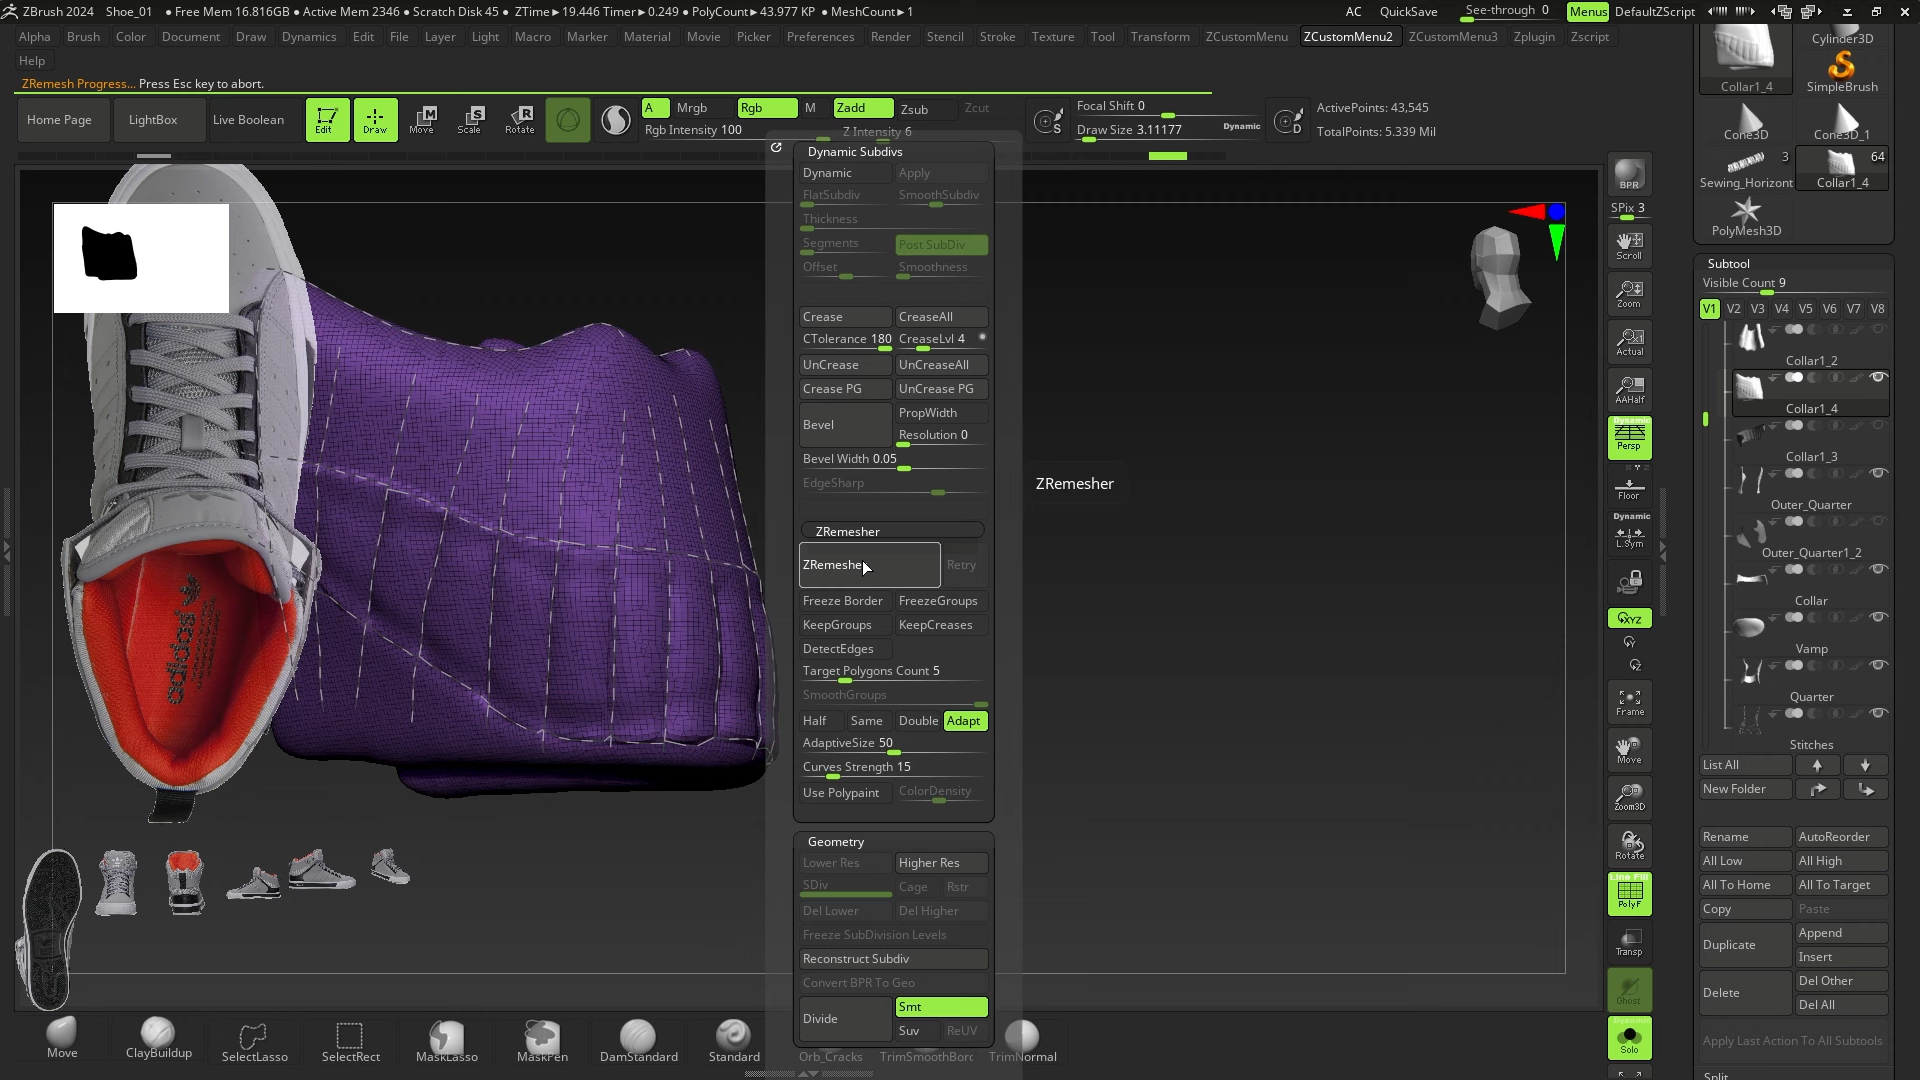 ZBrush 2024 Shoe_01 ● Free Mem 16.816GB ● Active Mem 2346 ● Scratch Disk 45 ● ZTime▸19.446 Timer▸0.249 ● PolyCount▸43.977 KP ● MeshCount▸1 AC QuickSave See-through 0 Menus DefaultZScript
Alpha Brush Color Document Draw Dynamics Edit File Layer Light Macro Marker Material Movie Picker Preferences Render Stencil Stroke Texture Tool Transform ZCustomMenu ZCustomMenu2 ZCustomMenu3 Zplugin Zscript
Help
ZRemesh Progress... Press Esc key to abort.
Home Page LightBox Live Boolean Edit Draw Move Scale Rotate
A Mrgb Rgb M Zadd Zsub Zcut
Rgb Intensity 100 Z Intensity 6
S Focal Shift 0
Draw Size 3.11177 Dynamic D
ActivePoints: 43,545
TotalPoints: 5.339 Mil
Dynamic Subdivs
Dynamic Apply
FlatSubdiv SmoothSubdiv
Thickness
Segments Post SubDiv
Offset Smoothness
Crease CreaseAll
CTolerance 180 CreaseLvl 4
UnCrease UnCreaseAll
Crease PG UnCrease PG
Bevel PropWidth
Resolution 0
Bevel Width 0.05
EdgeSharp
ZRemesher
ZRemesher Retry
Freeze Border FreezeGroups
KeepGroups KeepCreases
DetectEdges
Target Polygons Count 5
SmoothGroups
Half Same Double Adapt
AdaptiveSize 50
Curves Strength 15
Use Polypaint ColorDensity
Geometry
Lower Res Higher Res
SDiv Cage Rstr
Del Lower Del Higher
Freeze SubDivision Levels
Reconstruct Subdiv
Convert BPR To Geo
Divide Smt
Suv ReUV
ZRemesher
adidas
Move ClayBuildup SelectLasso SelectRect MaskLasso MaskPen DamStandard Standard Orb_Cracks TrimSmoothBorc TrimNormal
BPR
SPix 3
Scroll
Zoom
Actual
AAHalf
Dynamic
Persp
Floor
Dynamic
L.Sym
XYZ
Y
Z
Frame
Move
Zoom3D
Rotate
Line Fill
PolyF
Transp
Ghost
Dynamic
Solo
Collar1_4 Cylinder3D
SimpleBrush
Cone3D Cone3D_1
3 64
Sewing_Horizont Collar1_4
PolyMesh3D
Subtool
Visible Count 9
V1 V2 V3 V4 V5 V6 V7 V8
Collar1_2
Collar1_4
Collar1_3
Outer_Quarter
Outer_Quarter1_2
Collar
Vamp
Quarter
Stitches
List All
New Folder
Rename AutoReorder
All Low All High
All To Home All To Target
Copy Paste
Duplicate Append
Insert
Delete Del Other
Del All
Apply Last Action To All Subtools
Split